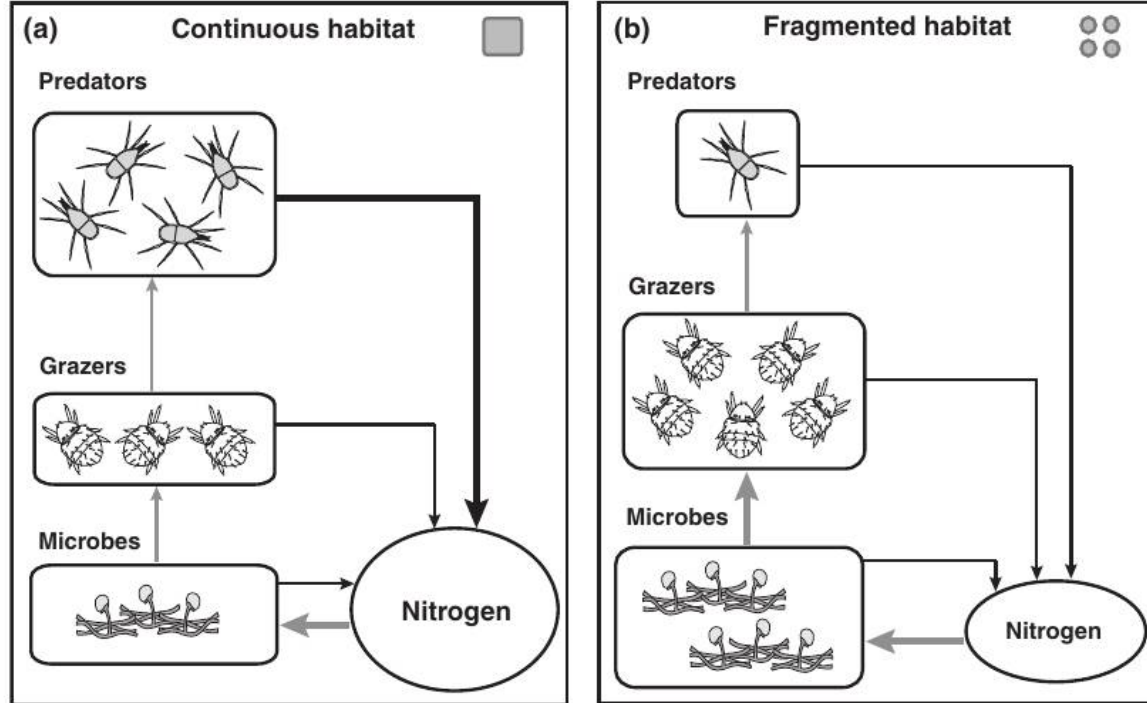 (a) Continuous habitat
Predators
Grazers
Microbes
Nitrogen
(b) Fragmented habitat
Predators
Grazers
Microbes
Nitrogen